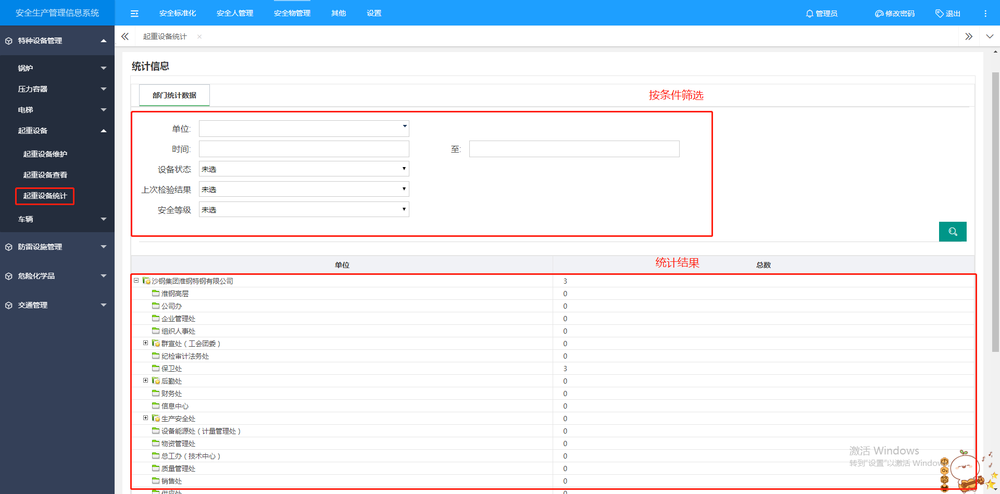 安全生产管理信息系统
安全标准化 安全人管理 安全物管理 其他 设置
管理员 修改密码 退出
特种设备管理
锅炉
压力容器
电梯
起重设备
起重设备维护
起重设备查看
起重设备统计
车辆
防雷设施管理
危险化学品
交通管理
起重设备统计
统计信息
部门统计数据
按条件筛选
单位:
时间: 至:
设备状态 未选
上次检验结果 未选
安全等级 未选
单位 统计结果 总数
沙钢集团淮钢特钢有限公司 3
淮钢高层 0
公司办 0
企业管理处 0
组织人事处 0
群宣处（工会团委） 0
纪检审计法务处 0
保卫处 3
后勤处 0
财务处 0
信息中心 0
生产安全处 0
设备能源处（计量管理处） 0
物资管理处 0
总工办（技术中心） 0
质量管理处 0
销售处 0
供应处 0
激活 Windows
转到"设置"以激活 Windows
中
简